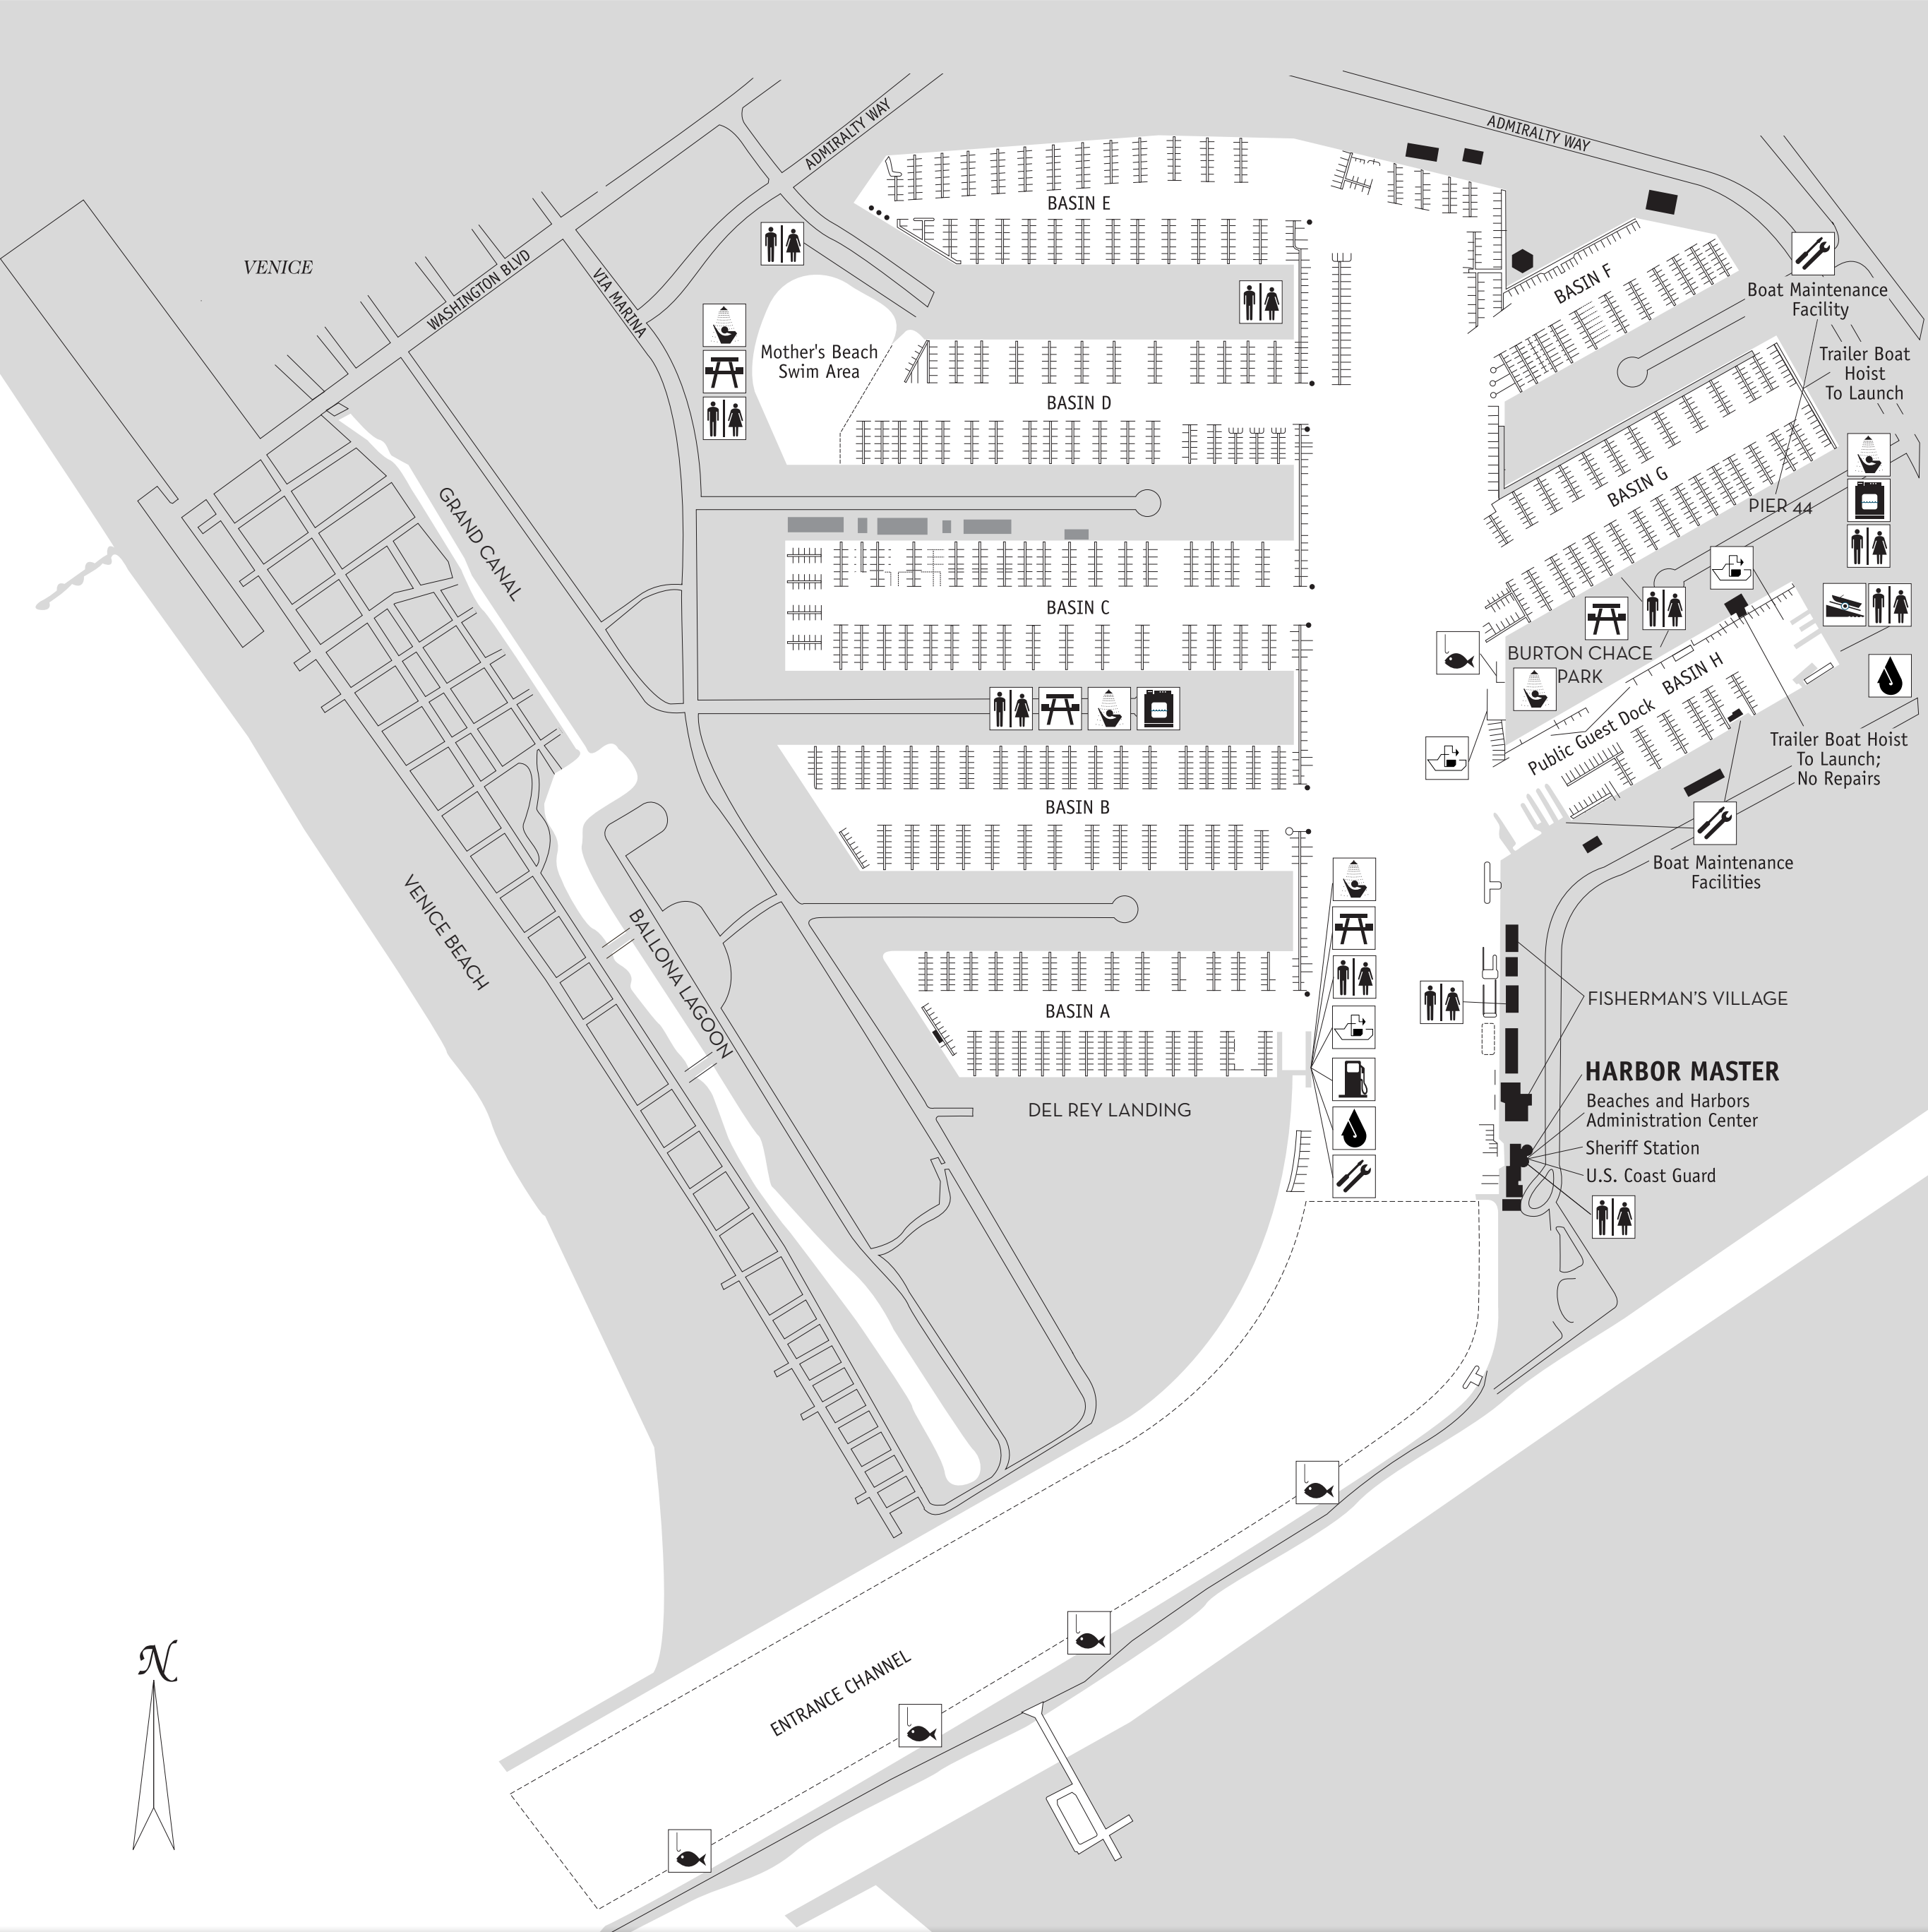 ADMIRALTY WAY
ADMIRALTY WAY
BASIN E
VENICE
WASHINGTON BLVD
VIA MARINA
BASIN F
Boat Maintenance
Facility
Mother's Beach
Swim Area
Trailer Boat
Hoist
To Launch
BASIN D
BASIN G
PIER 44
GRAND CANAL
BASIN C
BURTON CHACE
PARK
BASIN H
Public Guest Dock
Trailer Boat Hoist
To Launch;
No Repairs
BASIN B
Boat Maintenance
Facilities
VENICE BEACH
BALLONA LAGOON
BASIN A
FISHERMAN'S VILLAGE
HARBOR MASTER
Beaches and Harbors
Administration Center
DEL REY LANDING
Sheriff Station
U.S. Coast Guard
ENTRANCE CHANNEL
N